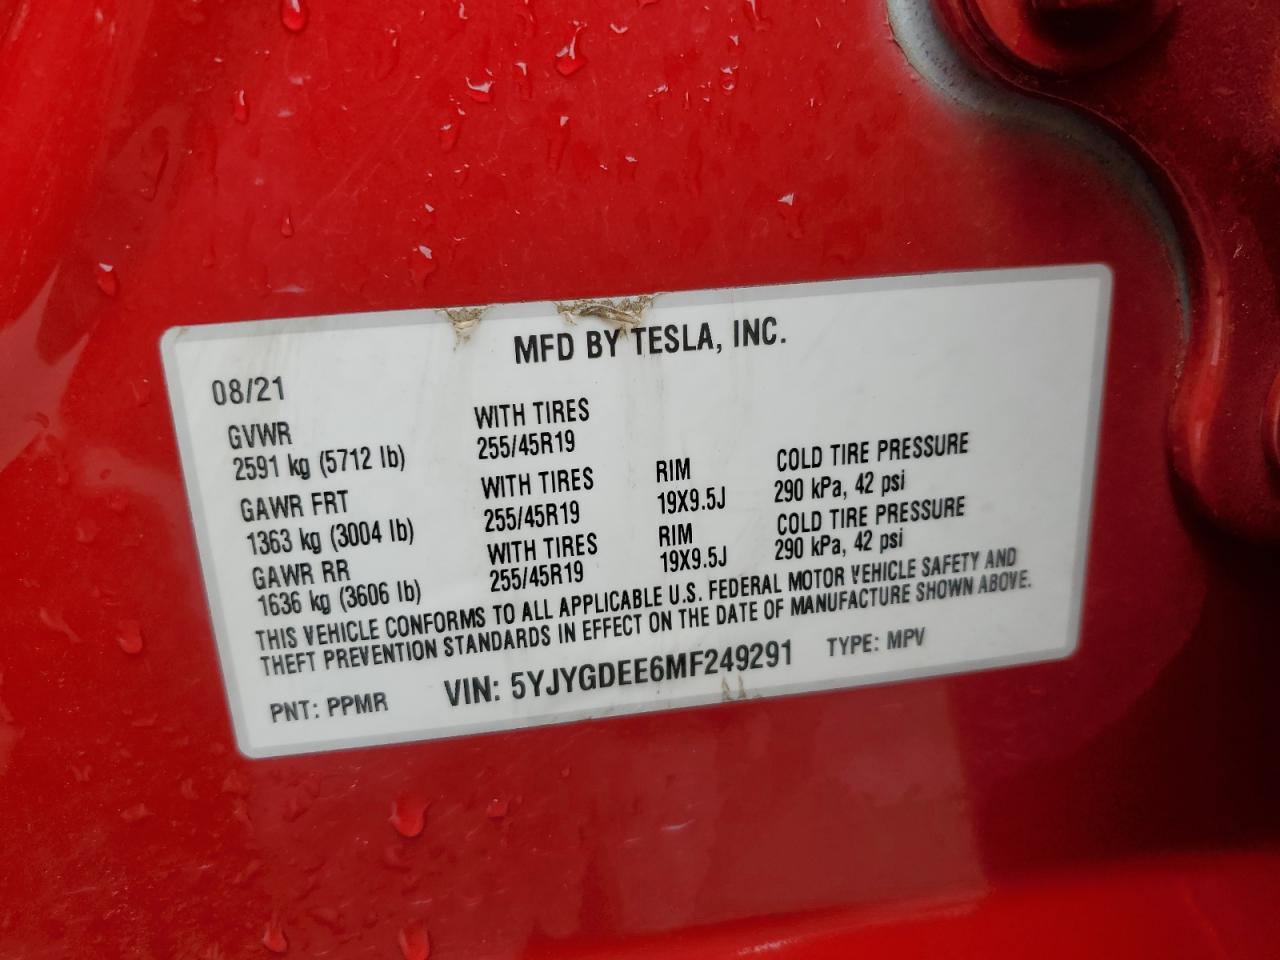 MFD BY TESLA, INC.
08/21
GVWR WITH TIRES
2591 kg (5712 lb) 255/45R19
GAWR FRT WITH TIRES RIM COLD TIRE PRESSURE
1363 kg (3004 lb) 255/45R19 19X9.5J 290 kPa, 42 psi
GAWR RR WITH TIRES RIM COLD TIRE PRESSURE
1636 kg (3606 lb) 255/45R19 19X9.5J 290 kPa, 42 psi
THIS VEHICLE CONFORMS TO ALL APPLICABLE U.S. FEDERAL MOTOR VEHICLE SAFETY AND
THEFT PREVENTION STANDARDS IN EFFECT ON THE DATE OF MANUFACTURE SHOWN ABOVE.
PNT: PPMR VIN: 5YJYGDEE6MF249291 TYPE: MPV